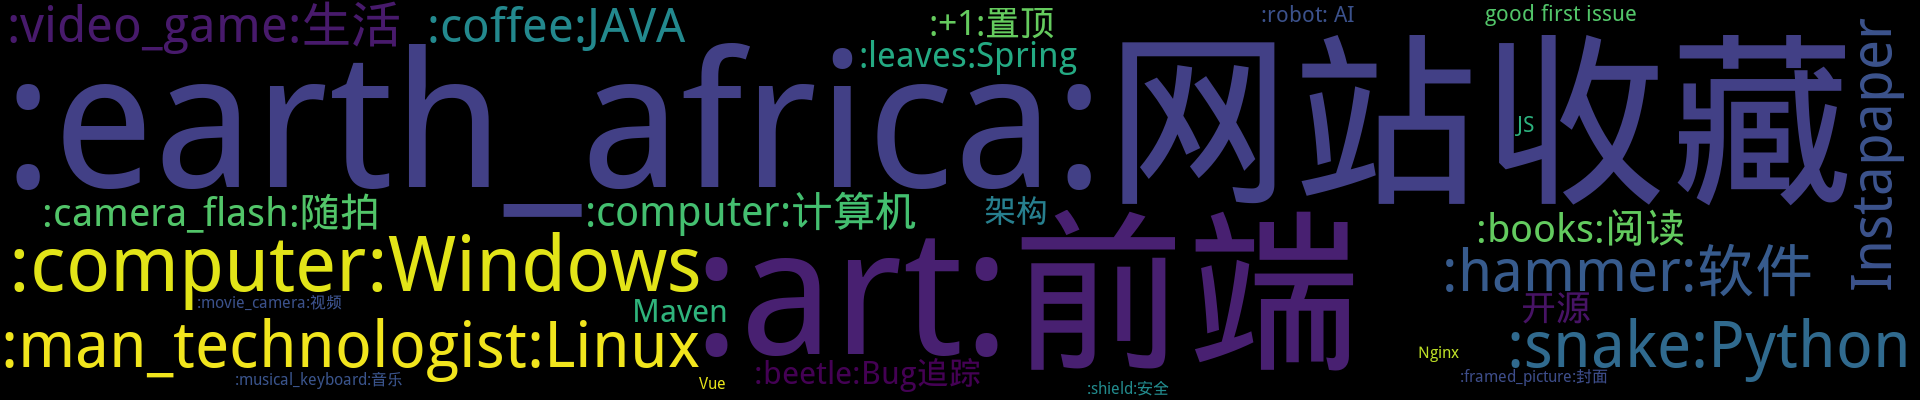 :video_game:生活
:coffee:JAVA
:+1:置顶
:robot: AI
good first issue
:leaves:Spring
Instapaper
:earth_africa:网站收藏
JS
:camera_flash:随拍
:computer:计算机
架构
:books:阅读
:computer:Windows
:art:前端
:hammer:软件
:movie_camera:视频
Maven
开源
:man_technologist:Linux
:snake:Python
Nginx
:musical_keyboard:音乐
Vue
:beetle:Bug追踪
:shield:安全
:framed_picture:封面